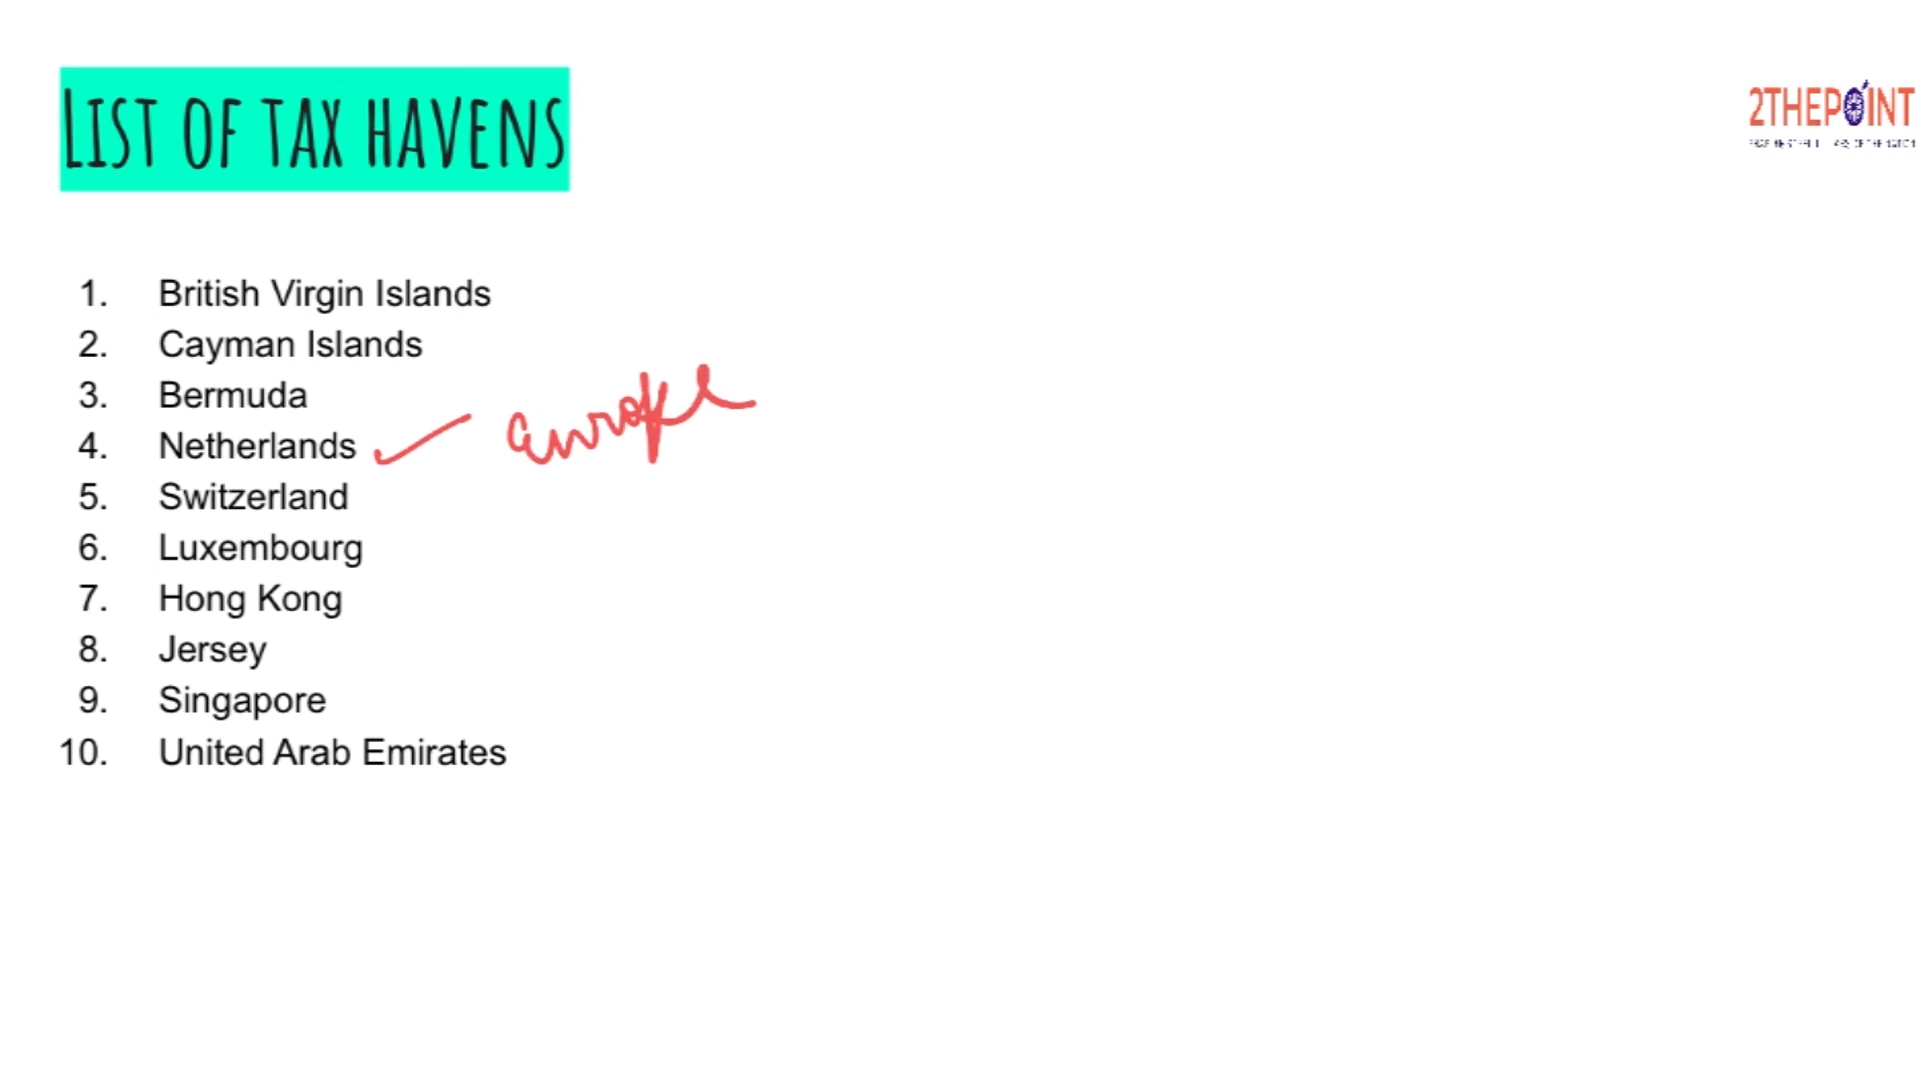 List of tax havens
2THEPOINT
1. British Virgin Islands
2. Cayman Islands
3. Bermuda
4. Netherlands
europe
5. Switzerland
6. Luxembourg
7. Hong Kong
8. Jersey
9. Singapore
10. United Arab Emirates